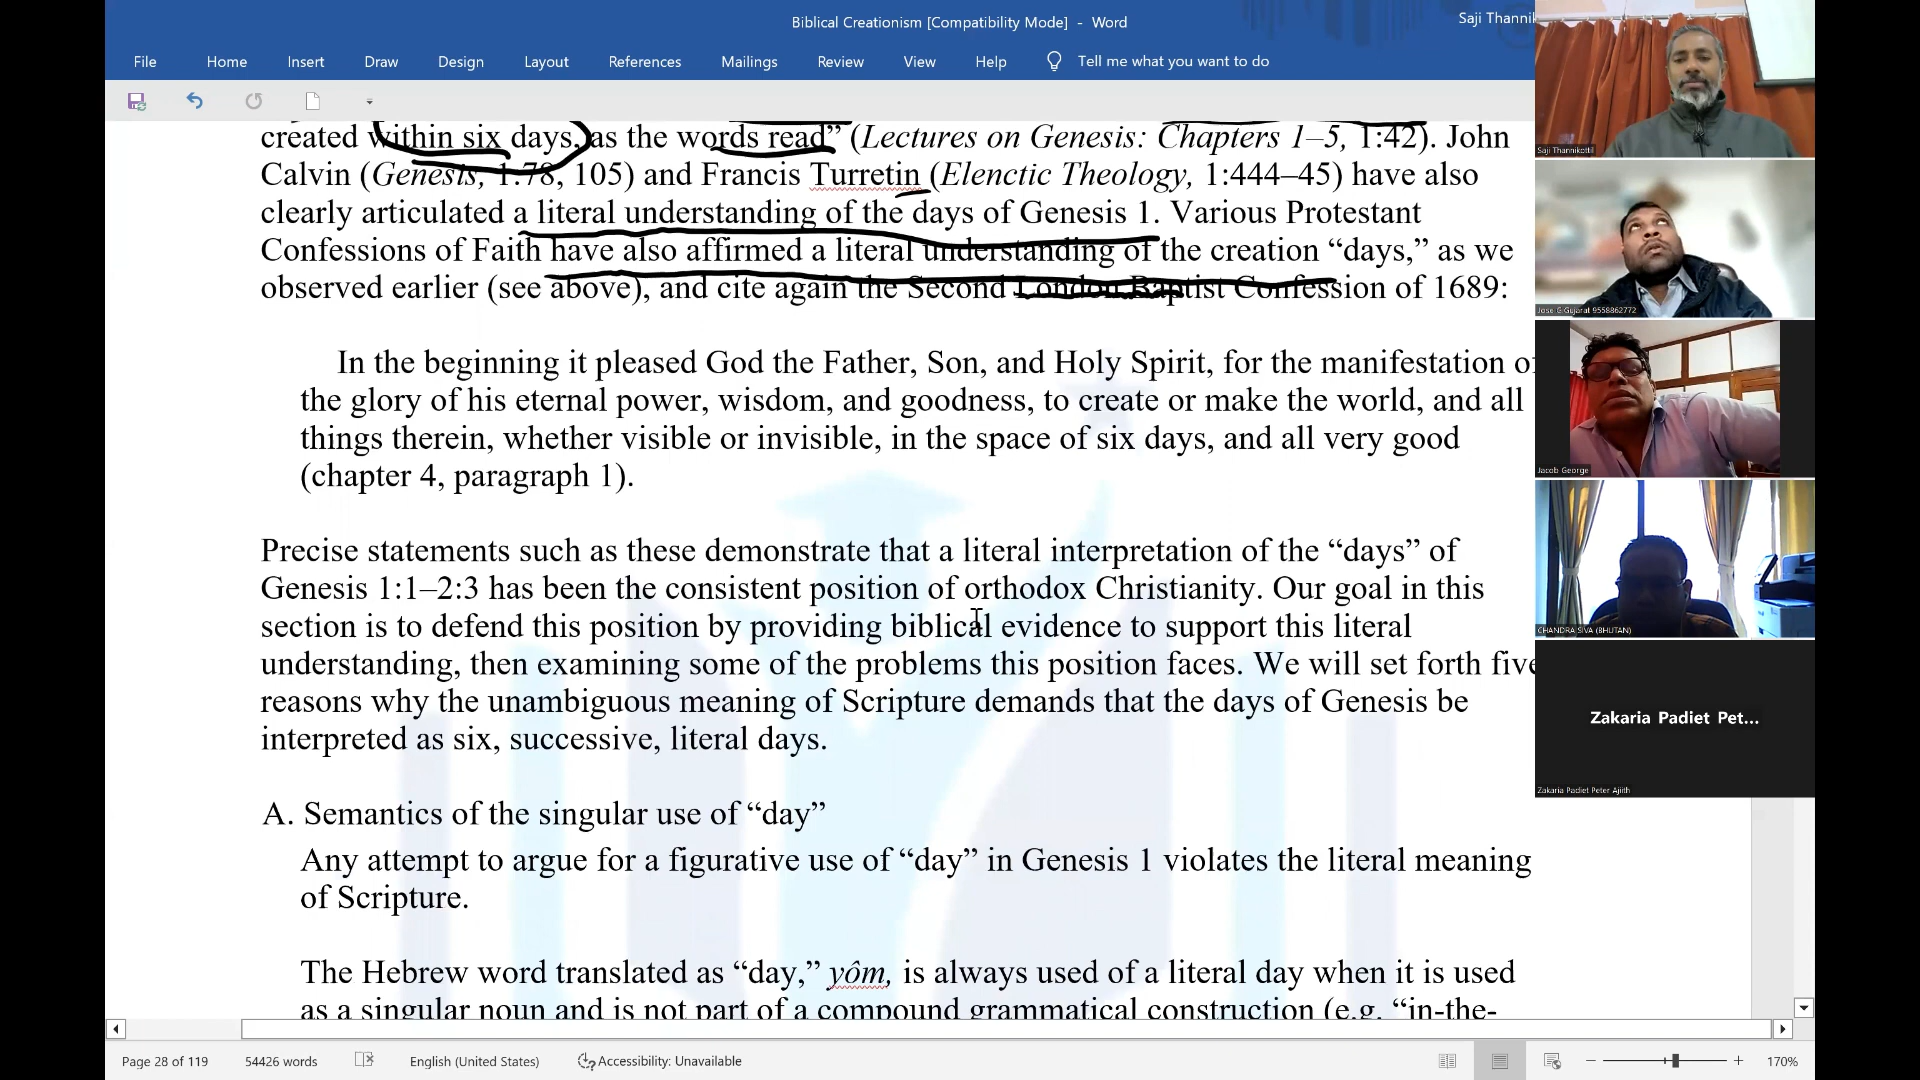 Biblical Creationism [Compatibility Mode] - Word
Saji
File Home Insert Draw Design Layout References Mailings Review View Help Tell me what you want to do
created within six days, as the words read” (Lectures on Genesis: Chapters 1–5, 1:42). John
Calvin (Genesis, 1:78, 105) and Francis Turretin (Elenctic Theology, 1:444–45) have also
clearly articulated a literal understanding of the days of Genesis 1. Various Protestant
Confessions of Faith have also affirmed a literal understanding of the creation “days,” as we
observed earlier (see above), and cite again the Second London Baptist Confession of 1689:
In the beginning it pleased God the Father, Son, and Holy Spirit, for the manifestation of
the glory of his eternal power, wisdom, and goodness, to create or make the world, and all
things therein, whether visible or invisible, in the space of six days, and all very good
(chapter 4, paragraph 1).
Precise statements such as these demonstrate that a literal interpretation of the “days” of
Genesis 1:1–2:3 has been the consistent position of orthodox Christianity. Our goal in this
section is to defend this position by providing biblical evidence to support this literal
understanding, then examining some of the problems this position faces. We will set forth five
reasons why the unambiguous meaning of Scripture demands that the days of Genesis be
interpreted as six, successive, literal days.
A. Semantics of the singular use of “day”
Any attempt to argue for a figurative use of “day” in Genesis 1 violates the literal meaning
of Scripture.
The Hebrew word translated as “day,” yôm, is always used of a literal day when it is used
as a singular noun and is not part of a compound grammatical construction (e.g. “in-the-
Page 28 of 119 54426 words English (United States) Accessibility: Unavailable 170%
Saji Thannikottil
Jose G Gujarat 9558862772
Jacob George
CHANDRA SIVA (BHUTAN)
Zakaria Padiet Pet...
Zakaria Padiet Peter Ajiith